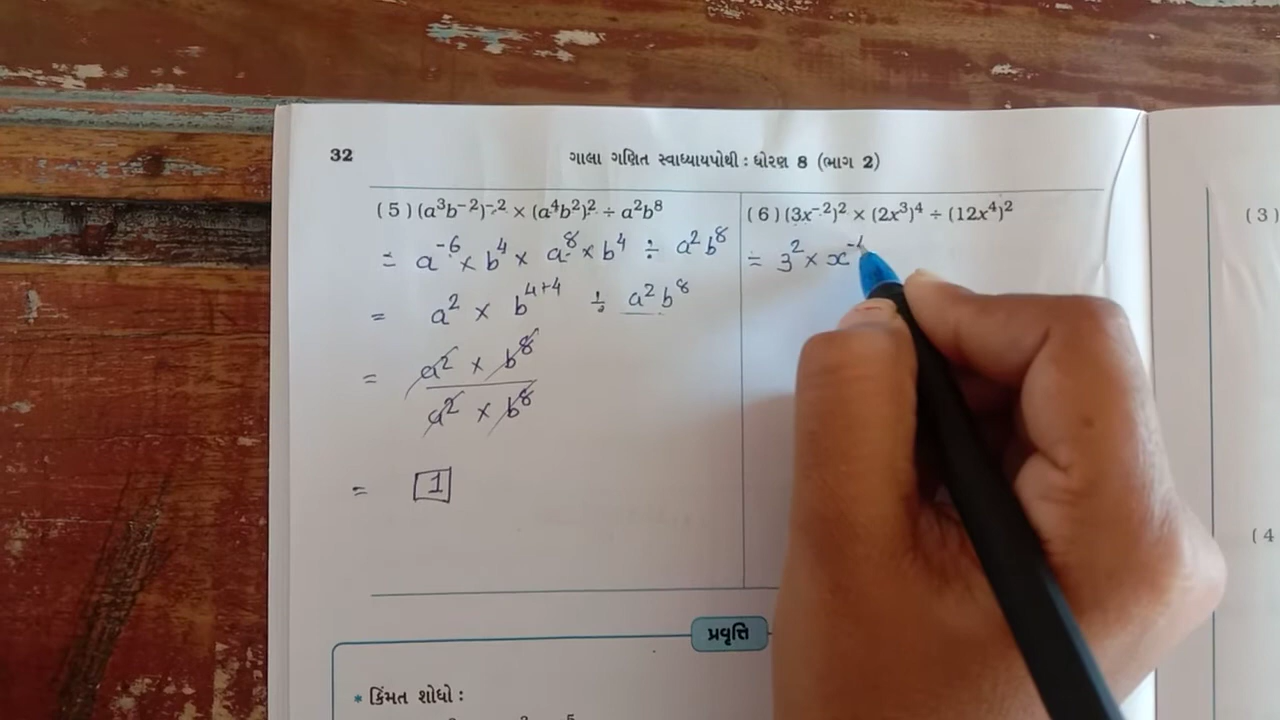 32
ગાલા ગણિત સ્વાધ્યાયપોથી : ધોરણ 8 (ભાગ 2)
(5) (a³b⁻²)⁻² × (a⁴b²)² ÷ a²b⁸
= a⁻⁶ × b⁴ × a⁸ × b⁴ ÷ a²b⁸
= a² × b⁴⁺⁴ ÷ a²b⁸
= a² × b⁸
a² × b⁸
= 1
(6) (3x⁻²)² × (2x³)⁴ ÷ (12x⁴)²
= 3² × x⁻⁴
પ્રવૃત્તિ
* કિંમત શોધો :
(3)
(4